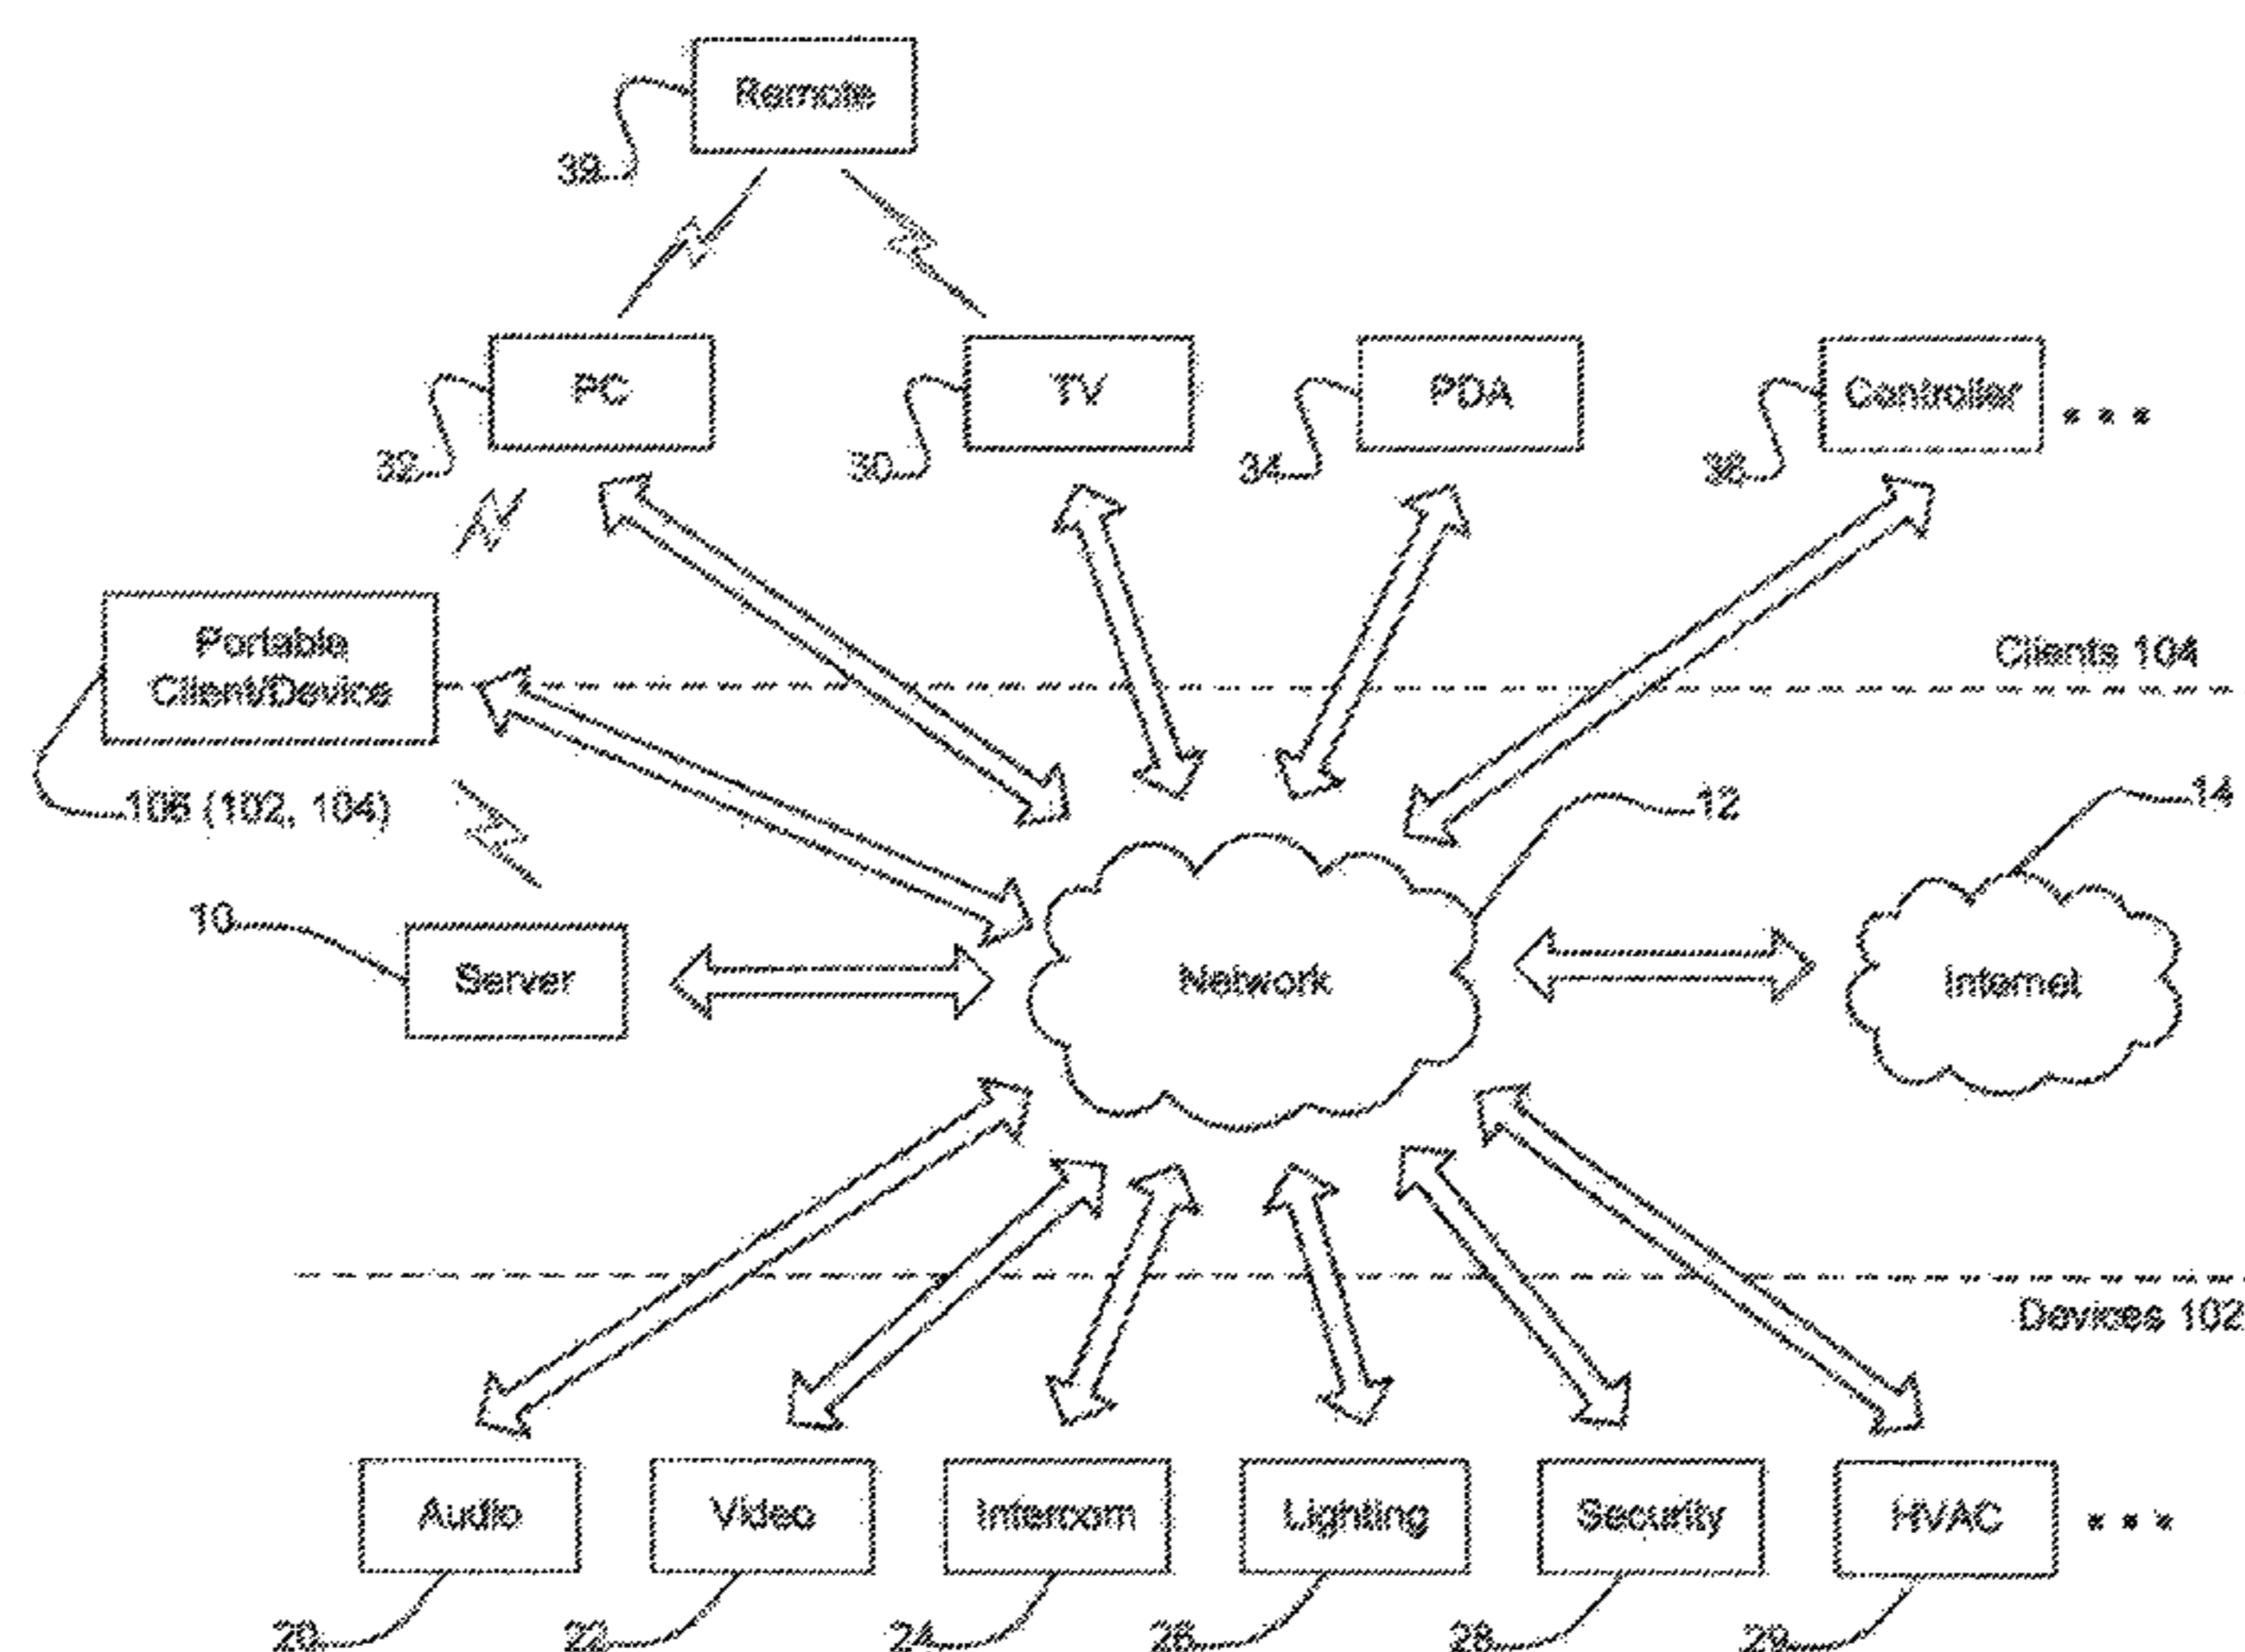 Remote
39
PC
TV
PDA
Controller
32
30
34
Clients 104
Portable
Client/Device
12
14
106 (102, 104)
10
Server
Network
Internet
Devices 102
Audio
Video
Intercom
Lighting
Security
HVAC
20
22
24
26
28
29